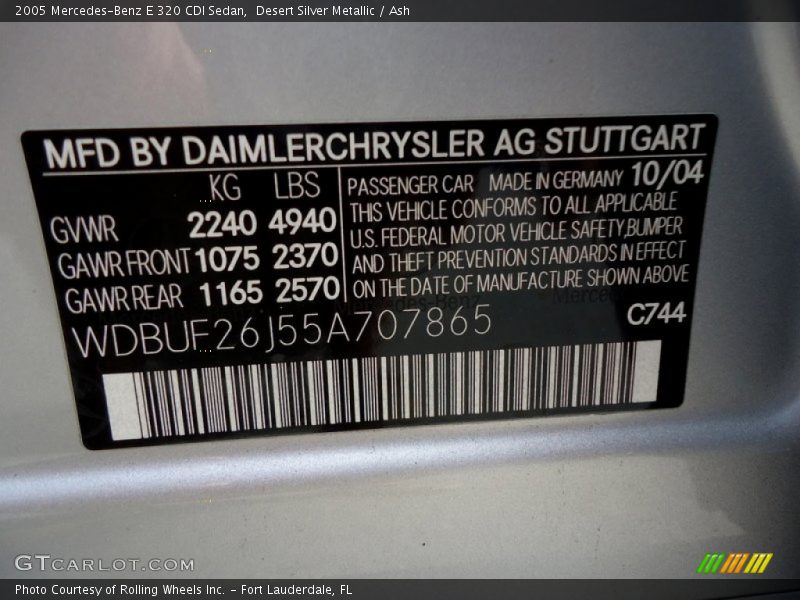 2005 Mercedes-Benz E 320 CDI Sedan, Desert Silver Metallic / Ash
MFD BY DAIMLERCHRYSLER AG STUTTGART
KG LBS
GVWR 2240 4940
GAWR FRONT 1075 2370
GAWR REAR 1165 2570
PASSENGER CAR MADE IN GERMANY 10/04
THIS VEHICLE CONFORMS TO ALL APPLICABLE
U.S. FEDERAL MOTOR VEHICLE SAFETY,BUMPER
AND THEFT PREVENTION STANDARDS IN EFFECT
ON THE DATE OF MANUFACTURE SHOWN ABOVE
WDBUF26J55A707865 C744
GTCARLOT.COM
Photo Courtesy of Rolling Wheels Inc. - Fort Lauderdale, FL